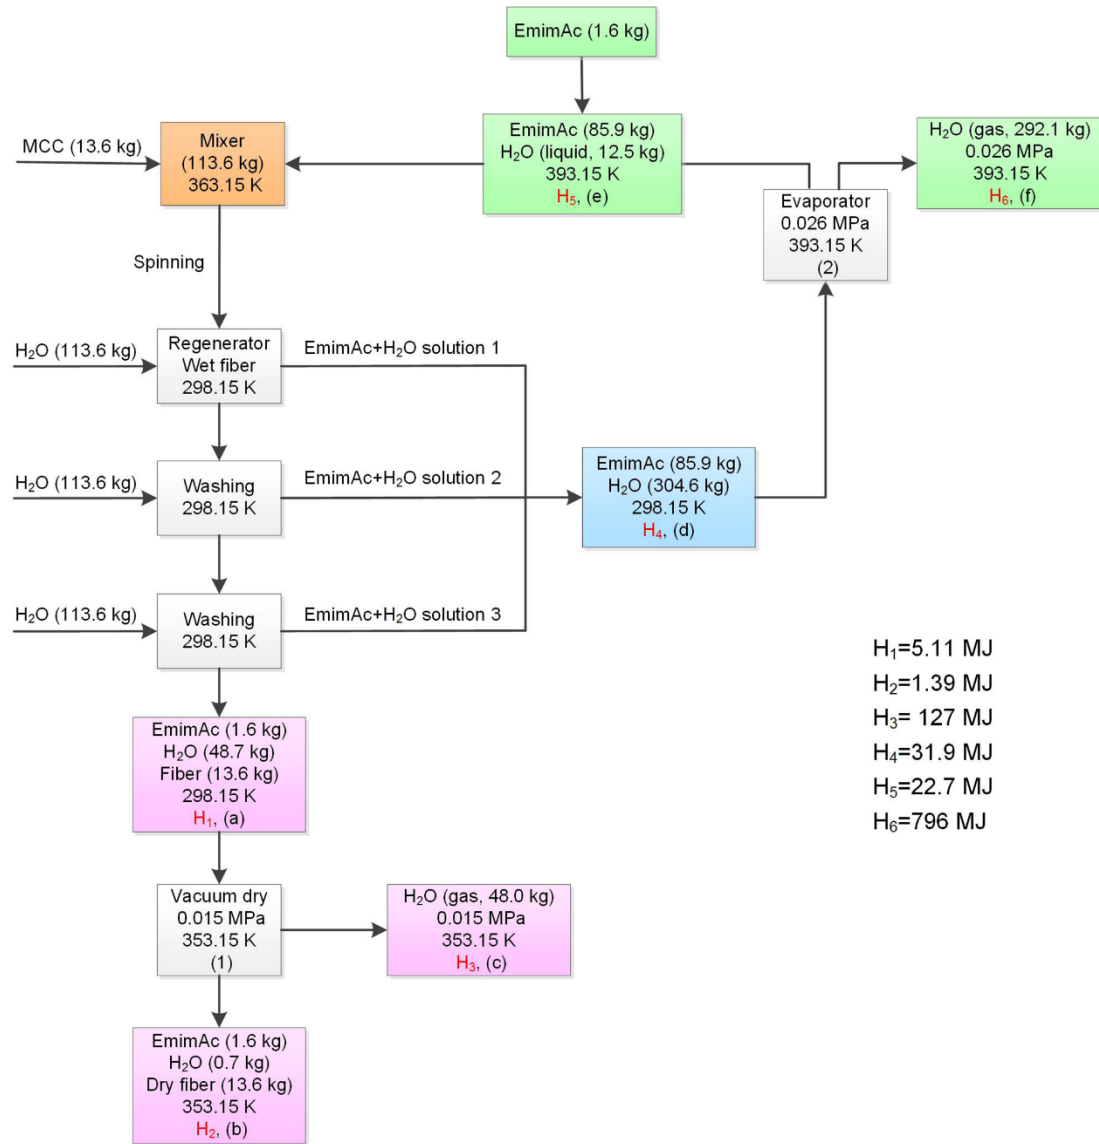 EmimAc (1.6 kg)
EmimAc (85.9 kg)
H₂O (liquid, 12.5 kg)
393.15 K
H₅, (e)
H₂O (gas, 292.1 kg)
0.026 MPa
393.15 K
H₆, (f)
MCC (13.6 kg)
Mixer
(113.6 kg)
363.15 K
Evaporator
0.026 MPa
393.15 K
(2)
Spinning
H₂O (113.6 kg)
Regenerator
Wet fiber
298.15 K
EmimAc+H₂O solution 1
H₂O (113.6 kg)
Washing
298.15 K
EmimAc+H₂O solution 2
EmimAc (85.9 kg)
H₂O (304.6 kg)
298.15 K
H₄, (d)
H₂O (113.6 kg)
Washing
298.15 K
EmimAc+H₂O solution 3
EmimAc (1.6 kg)
H₂O (48.7 kg)
Fiber (13.6 kg)
298.15 K
H₁, (a)
Vacuum dry
0.015 MPa
353.15 K
(1)
H₂O (gas, 48.0 kg)
0.015 MPa
353.15 K
H₃, (c)
EmimAc (1.6 kg)
H₂O (0.7 kg)
Dry fiber (13.6 kg)
353.15 K
H₂, (b)
H₁=5.11 MJ
H₂=1.39 MJ
H₃= 127 MJ
H₄=31.9 MJ
H₅=22.7 MJ
H₆=796 MJ